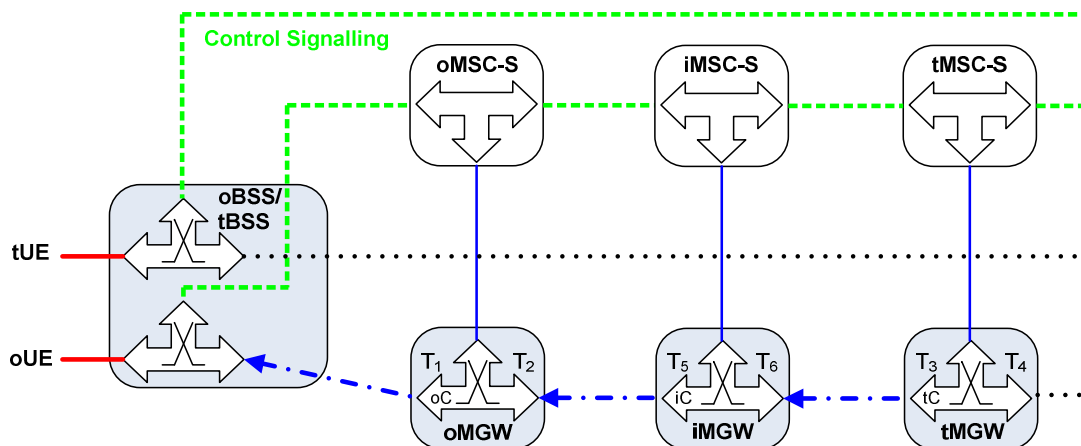 Control Signalling
oMSC-S
iMSC-S
tMSC-S
oBSS/
tBSS
tUE
oUE
T1
T2
T5
T6
T3
T4
oC
iC
tC
oMGW
iMGW
tMGW